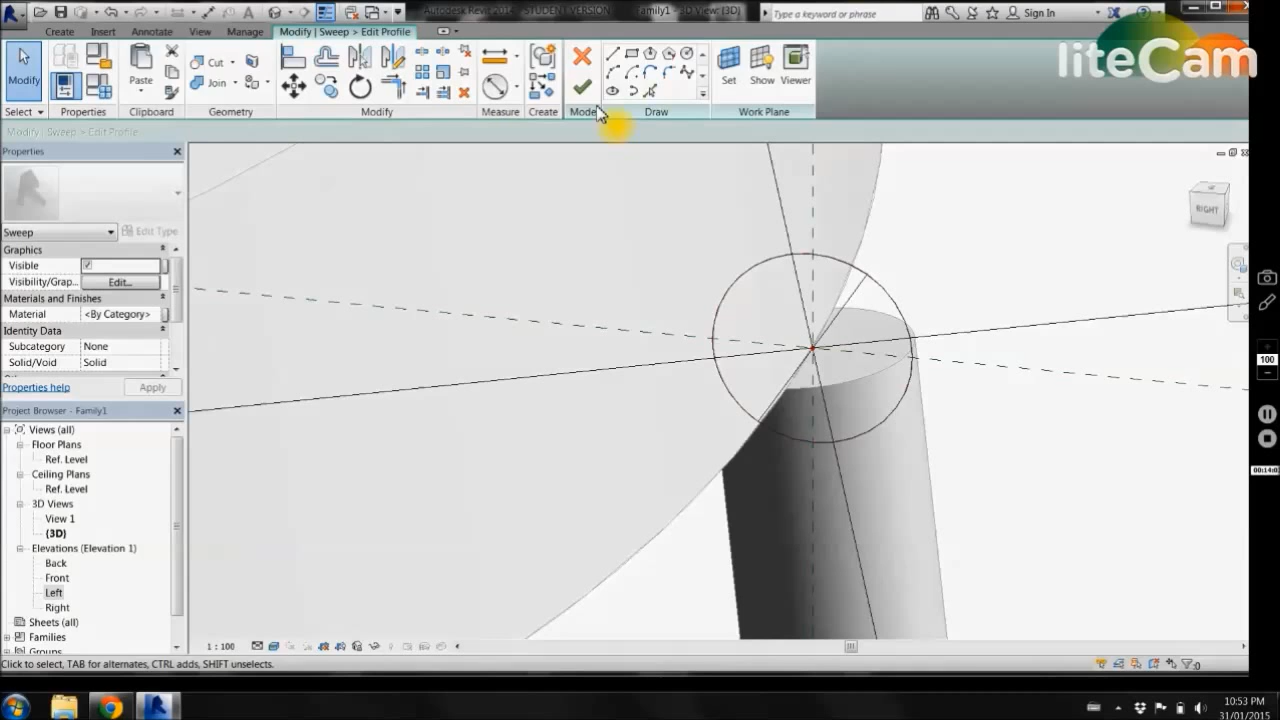 Autodesk Revit 2014 - STUDENT VERSION - Family1 - 3D View: {3D}
Type a keyword or phrase
Sign In
Create Insert Annotate View Manage Modify | Sweep > Edit Profile
liteCam
Modify
Paste
Cut
Join
Set Show Viewer
Select Properties Clipboard Geometry Modify Measure Create Mode Draw Work Plane
Modify | Sweep > Edit Profile
Properties
Sweep
Edit Type
Graphics
Visible
Visibility/Grap...
Edit...
Materials and Finishes
Material
<By Category>
Identity Data
Subcategory
None
Solid/Void
Solid
Properties help
Apply
Project Browser - Family1
Views (all)
Floor Plans
Ref. Level
Ceiling Plans
Ref. Level
3D Views
View 1
{3D}
Elevations (Elevation 1)
Back
Front
Left
Right
Sheets (all)
Families
Groups
RIGHT
100
1 : 100
Click to select, TAB for alternates, CTRL adds, SHIFT unselects.
:0
10:53 PM
31/01/2015